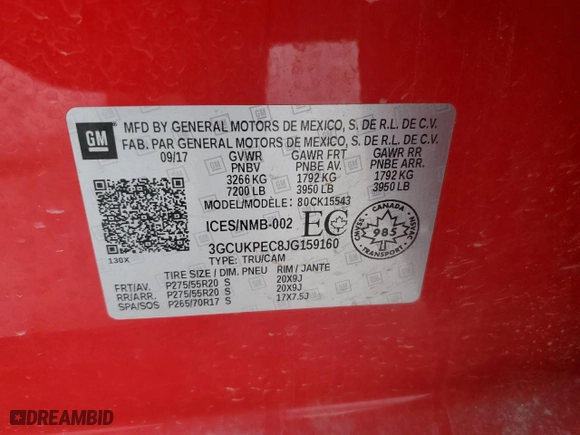 GM
MFD BY GENERAL MOTORS DE MEXICO, S. DE R.L. DE C.V.
FAB. PAR GENERAL MOTORS DE MEXICO, S. DE R.L. DE C.V.
09/17 GVWR GAWR FRT GAWR RR
PNBV PNBE AV. PNBE ARR.
3266 KG 1792 KG 1792 KG
7200 LB 3950 LB 3950 LB
MODEL/MODÈLE: 80CK15543
ICES/NMB-002 EC
CANADA
985
TRANSPORT
NSVAC
3GCUKPEC8JG159160
130X
TYPE: TRU/CAM
TIRE SIZE / DIM. PNEU RIM / JANTE
FRT/AV. P275/55R20 S 20X9J
RR/ARR. P275/55R20 S 20X9J
SPA/SOS P265/70R17 S 17X7.5J
DREAMBID